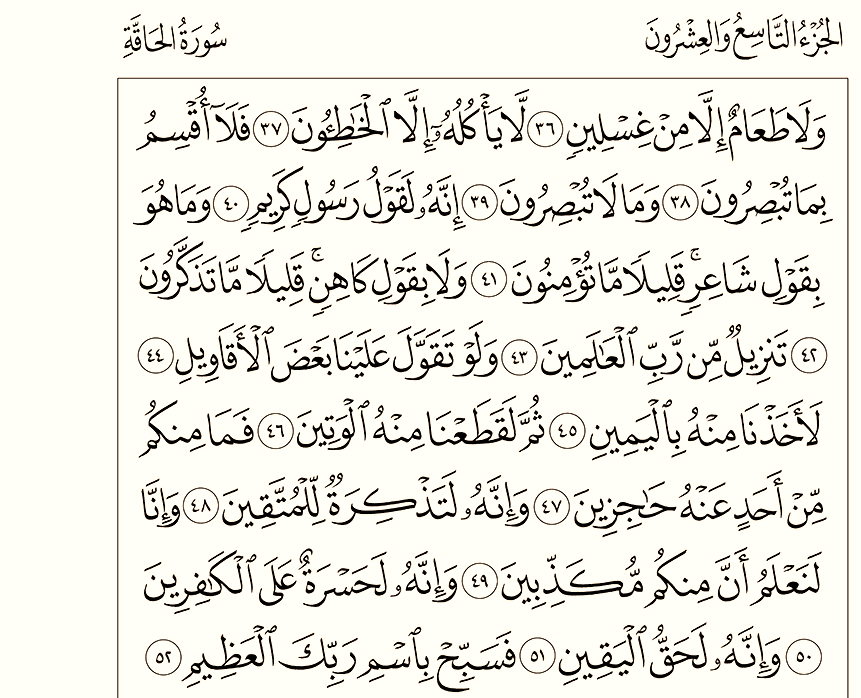 الجُزْءُ التَّاسِعُ وَالعِشْرُونَ سُورَةُ الحَاقَّةِ
وَلَا طَعَامٌ إِلَّا مِنْ غِسْلِينٖ ٣٦ لَّا يَأۡكُلُهُۥٓ إِلَّا ٱلۡخَٰطِـُٔونَ ٣٧ فَلَآ أُقۡسِمُ
بِمَا تُبۡصِرُونَ ٣٨ وَمَا لَا تُبۡصِرُونَ ٣٩ إِنَّهُۥ لَقَوۡلُ رَسُولٖ كَرِيمٖ ٤٠ وَمَا هُوَ
بِقَوۡلِ شَاعِرٖۚ قَلِيلٗا مَّا تُؤۡمِنُونَ ٤١ وَلَا بِقَوۡلِ كَاهِنٖۚ قَلِيلٗا مَّا تَذَكَّرُونَ
٤٢ تَنزِيلٞ مِّن رَّبِّ ٱلۡعَٰلَمِينَ ٤٣ وَلَوۡ تَقَوَّلَ عَلَيۡنَا بَعۡضَ ٱلۡأَقَاوِيلِ ٤٤
لَأَخَذۡنَا مِنۡهُ بِٱلۡيَمِينِ ٤٥ ثُمَّ لَقَطَعۡنَا مِنۡهُ ٱلۡوَتِينَ ٤٦ فَمَا مِنكُم
مِّنۡ أَحَدٍ عَنۡهُ حَٰجِزِينَ ٤٧ وَإِنَّهُۥ لَتَذۡكِرَةٞ لِّلۡمُتَّقِينَ ٤٨ وَإِنَّا
لَنَعۡلَمُ أَنَّ مِنكُم مُّكَذِّبِينَ ٤٩ وَإِنَّهُۥ لَحَسۡرَةٌ عَلَى ٱلۡكَٰفِرِينَ
٥٠ وَإِنَّهُۥ لَحَقُّ ٱلۡيَقِينِ ٥١ فَسَبِّحۡ بِٱسۡمِ رَبِّكَ ٱلۡعَظِيمِ ٥٢